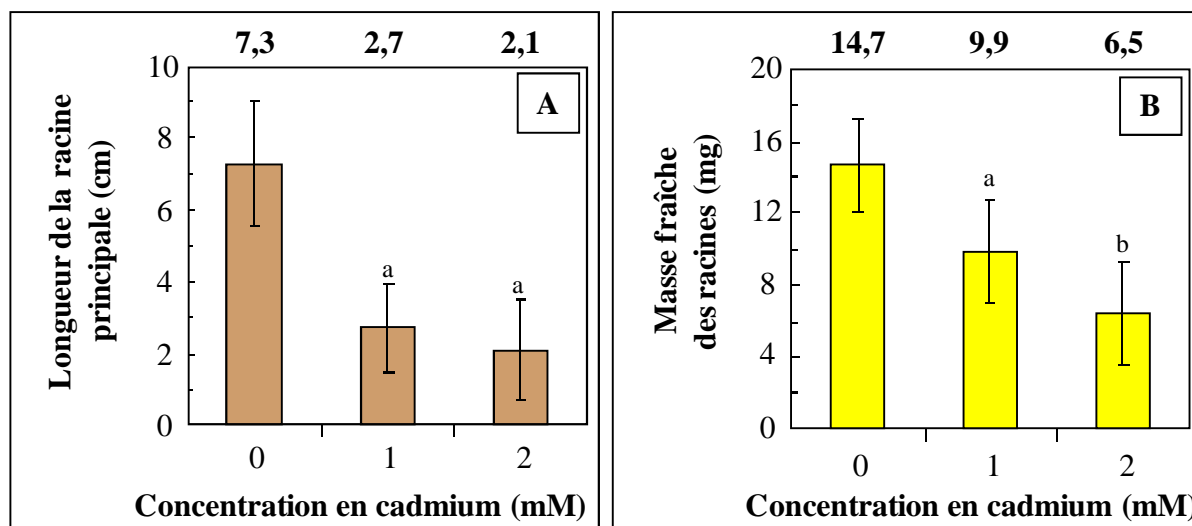 7,3 2,7 2,1
A
Longueur de la racine
principale (cm)
10
8
6
4
2
0
a
a
0 1 2
Concentration en cadmium (mM)
14,7 9,9 6,5
B
Masse fraîche
des racines (mg)
20
16
12
8
4
0
a
b
0 1 2
Concentration en cadmium (mM)